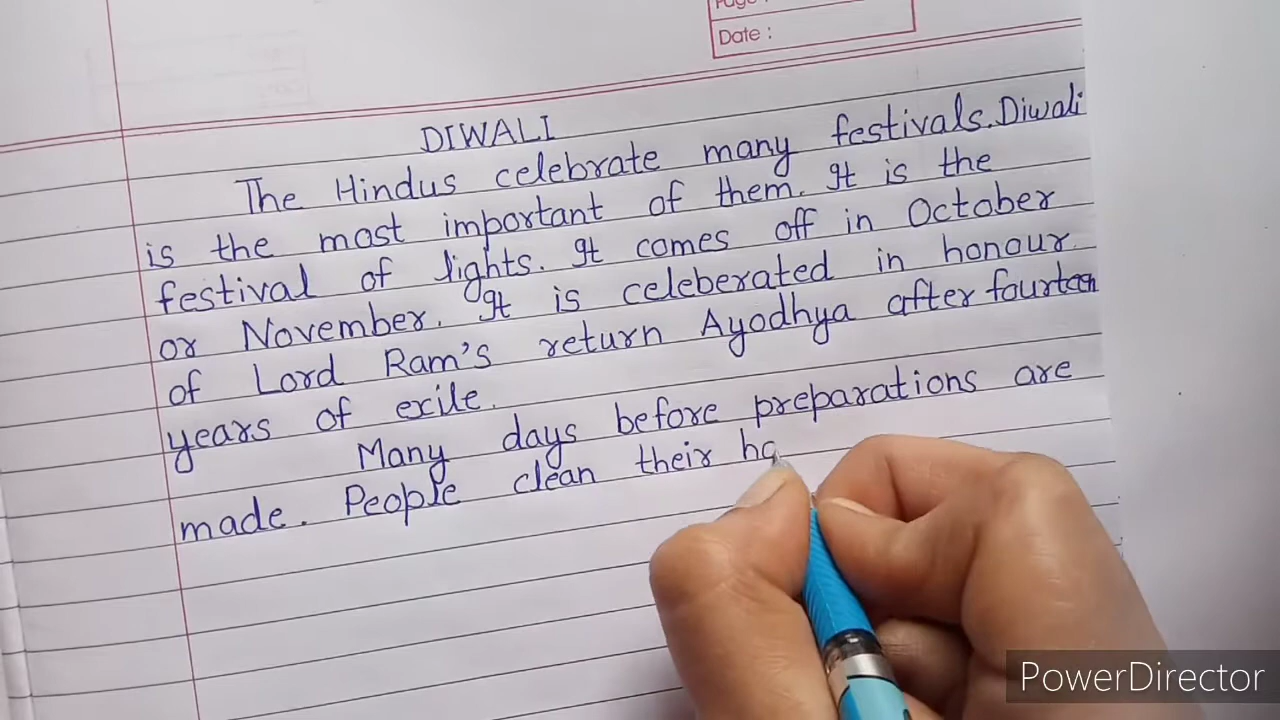 Page
Date :
DIWALI
The Hindus celebrate many festivals. Diwali
is the most important of them. It is the
festival of lights. It comes off in October
or November. It is celeberated in honour
of Lord Ram's return Ayodhya after fourteen
years of exile.
Many days before preparations are
made. People clean their ho
PowerDirector